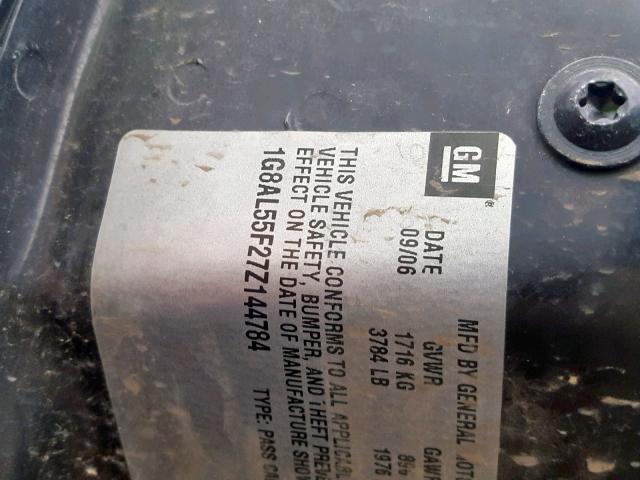 GM®
MFD BY GENERAL
DATE GVWR
09/06 1716 KG
3784 LB 1976
THIS VEHICLE CONFORMS TO ALL
VEHICLE SAFETY, BUMPER, AND THEFT
EFFECT ON THE DATE OF MANUFACTURE
1G8AL55F27Z144784 TYPE: PASS